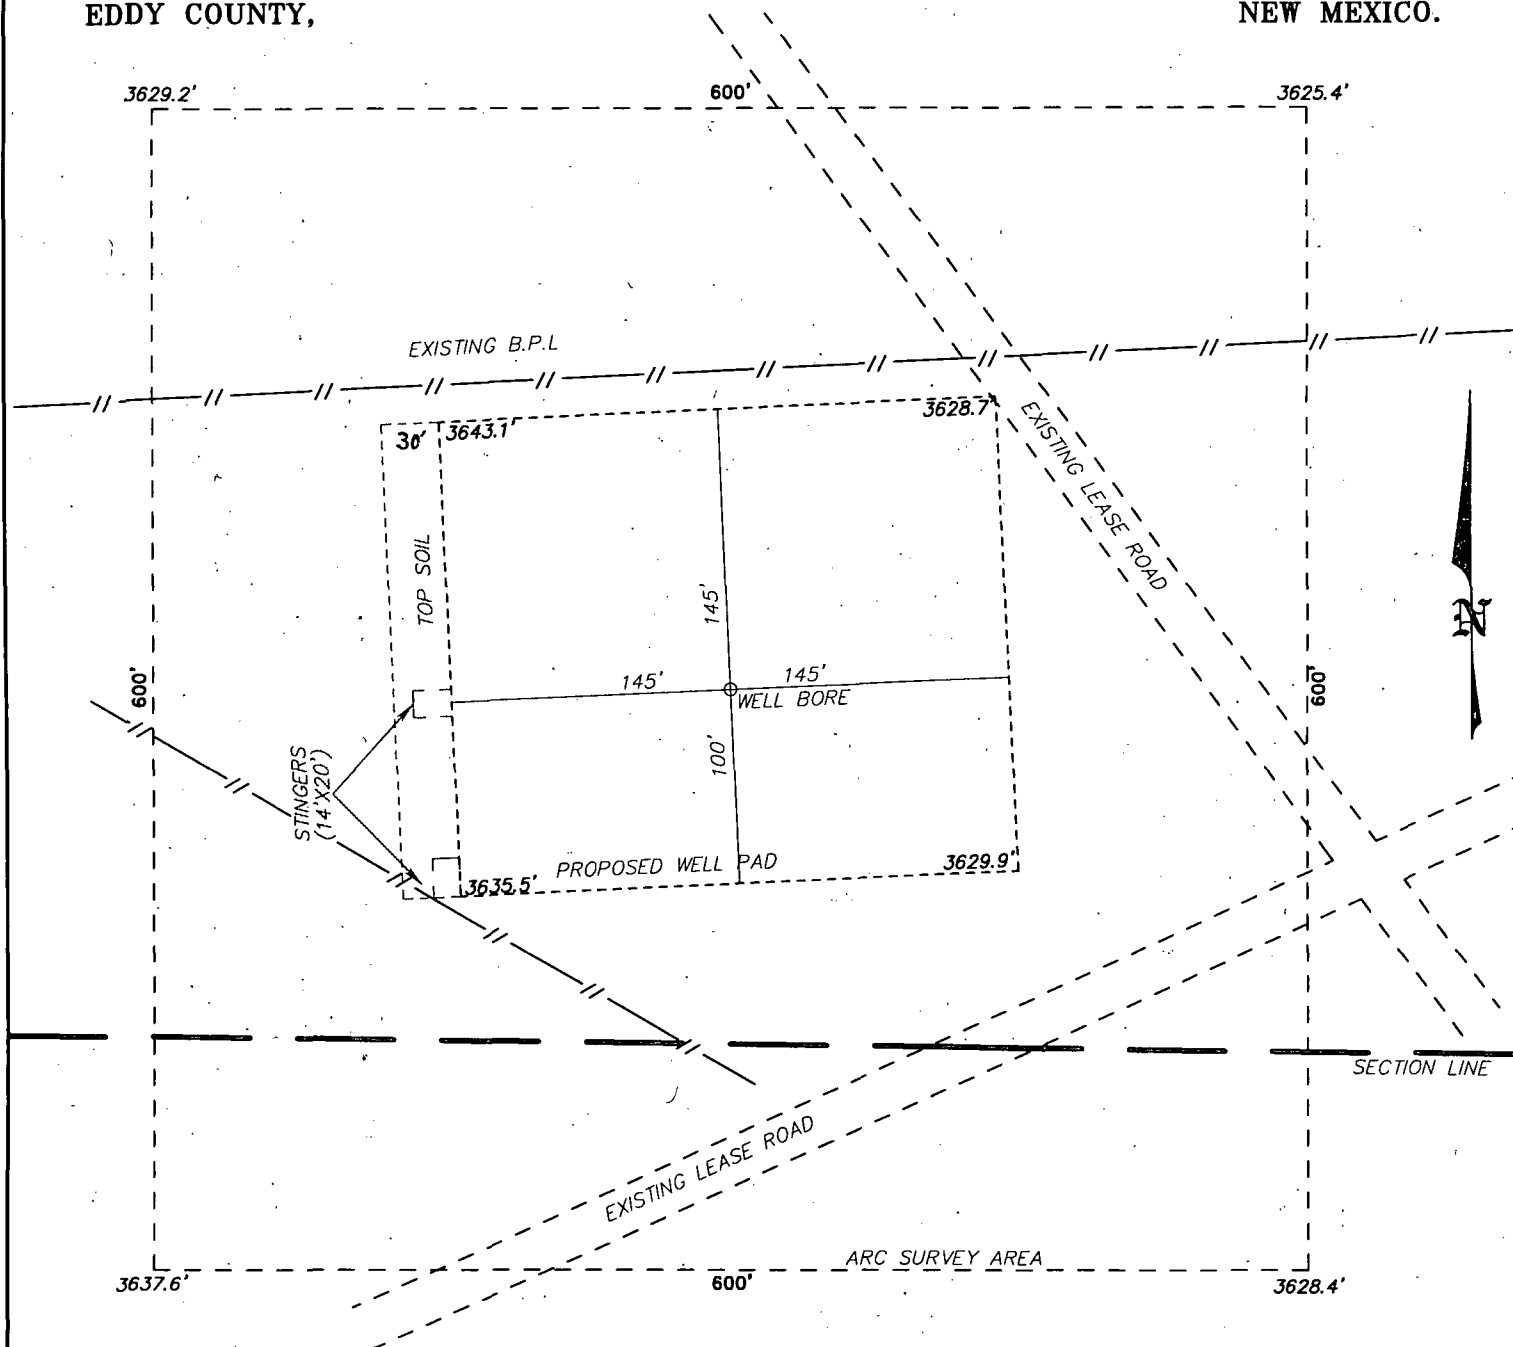 EDDY COUNTY,
NEW MEXICO.
3629.2'
600'
3625.4'
EXISTING B.P.L
30'
3643.1'
3628.7'
EXISTING LEASE ROAD
TOP SOIL
145'
N
600'
145'
145'
600'
WELL BORE
100'
STINGERS
(14'X20')
PROPOSED WELL PAD
3629.9'
3635.5'
SECTION LINE
EXISTING LEASE ROAD
ARC SURVEY AREA
3637.6'
600'
3628.4'